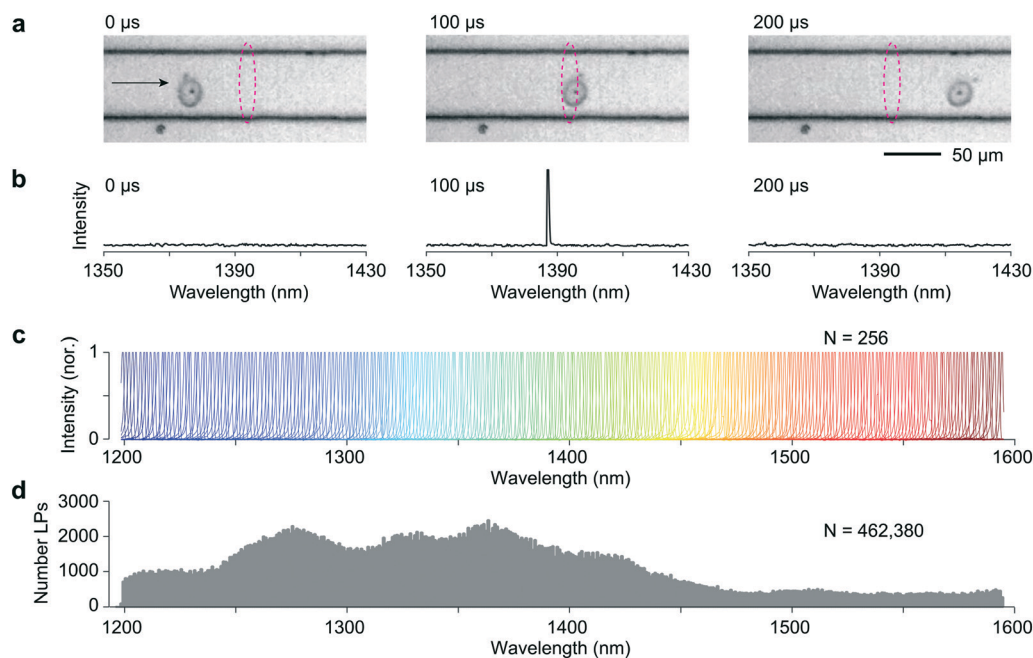 a
0 µs
100 µs
200 µs
50 µm
b
Intensity
0 µs
100 µs
200 µs
1350 1390 1430
1350 1390 1430
1350 1390 1430
Wavelength (nm)
Wavelength (nm)
Wavelength (nm)
c
Intensity (nor.)
1
0
N = 256
1200 1300 1400 1500 1600
Wavelength (nm)
d
Number LPs
3000
2000
1000
0
N = 462,380
1200 1300 1400 1500 1600
Wavelength (nm)